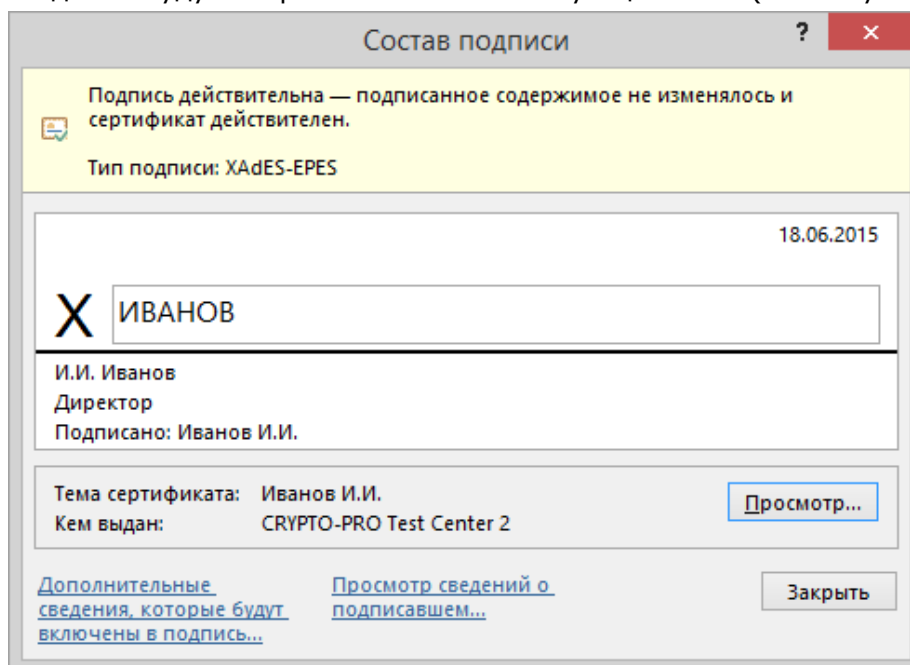 Состав подписи
?
×
Подпись действительна — подписанное содержимое не изменялось и
сертификат действителен.
Тип подписи: XAdES-EPES
18.06.2015
X ИВАНОВ
И.И. Иванов
Директор
Подписано: Иванов И.И.
Тема сертификата: Иванов И.И.
Просмотр...
Кем выдан: CRYPTO-PRO Test Center 2
Дополнительные
сведения, которые будут
включены в подпись...
Просмотр сведений о
подписавшем...
Закрыть